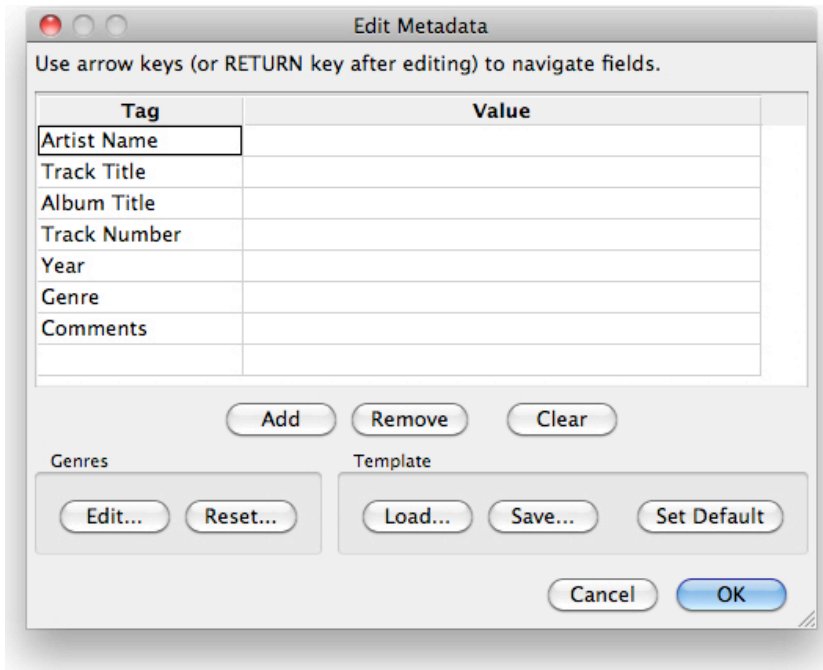 Edit Metadata
Use arrow keys (or RETURN key after editing) to navigate fields.
Tag Value
Artist Name
Track Title
Album Title
Track Number
Year
Genre
Comments
Add Remove Clear
Genres Template
Edit... Reset... Load... Save... Set Default
Cancel OK